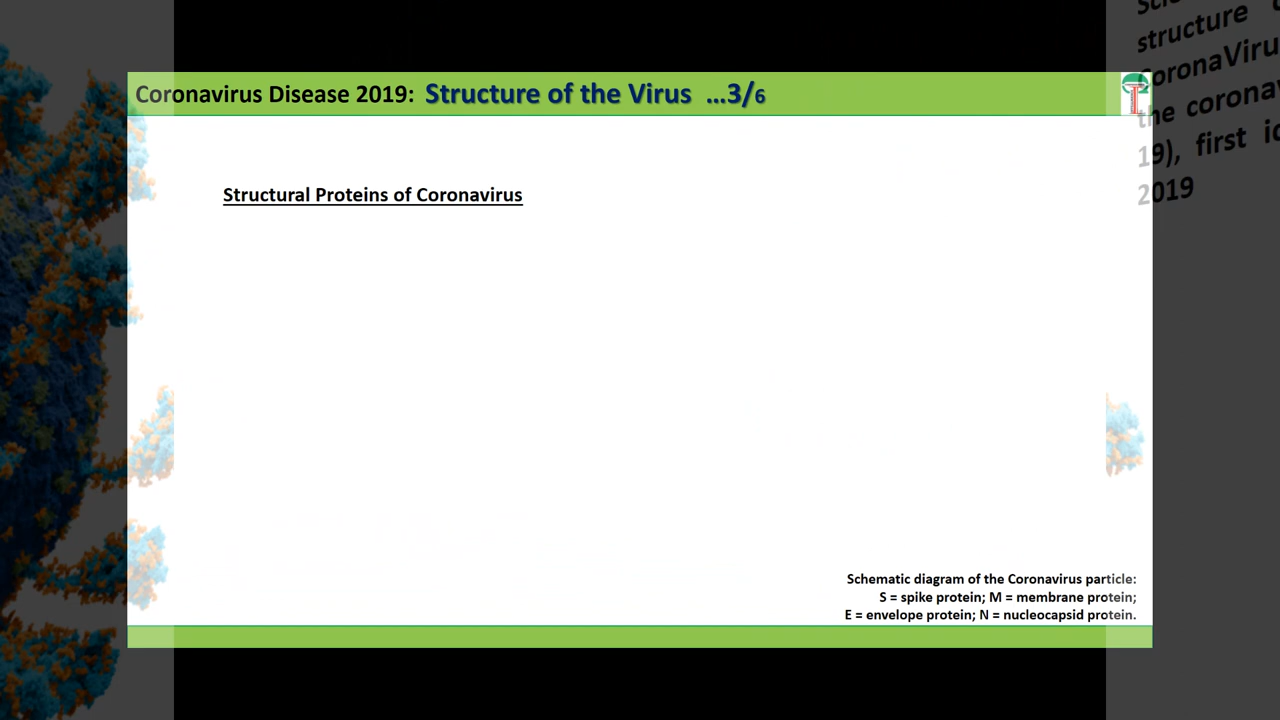 Coronavirus Disease 2019: Structure of the Virus ...3/6
Structural Proteins of Coronavirus
Schematic diagram of the Coronavirus particle:
S = spike protein; M = membrane protein;
E = envelope protein; N = nucleocapsid protein.
structure
CoronaViru
the corona
19), first
2019